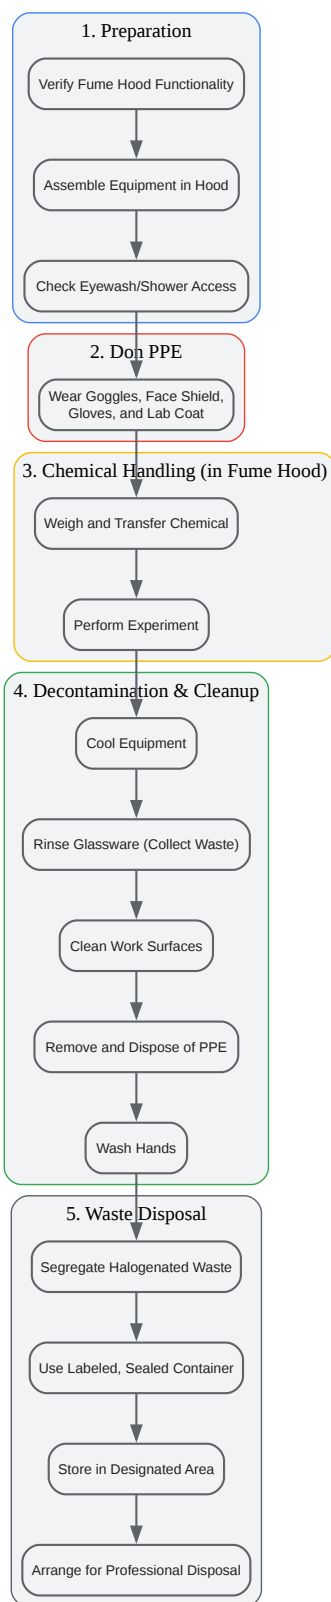 1. Preparation
Verify Fume Hood Functionality
Assemble Equipment in Hood
Check Eyewash/Shower Access
2. Don PPE
Wear Goggles, Face Shield,
Gloves, and Lab Coat
3. Chemical Handling (in Fume Hood)
Weigh and Transfer Chemical
Perform Experiment
4. Decontamination & Cleanup
Cool Equipment
Rinse Glassware (Collect Waste)
Clean Work Surfaces
Remove and Dispose of PPE
Wash Hands
5. Waste Disposal
Segregate Halogenated Waste
Use Labeled, Sealed Container
Store in Designated Area
Arrange for Professional Disposal